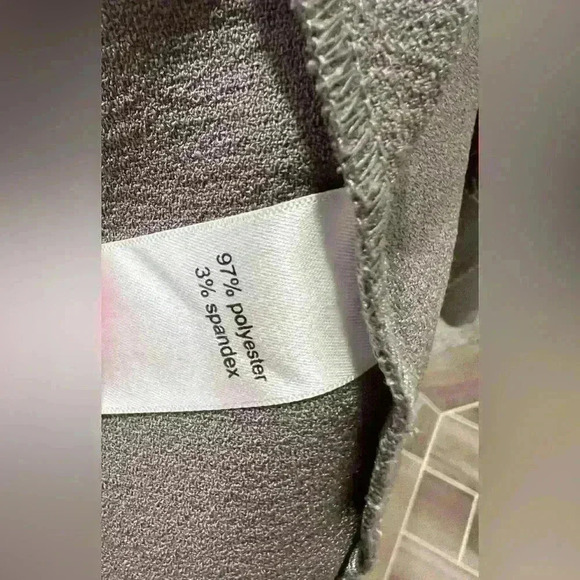 97% polyester
3% spandex